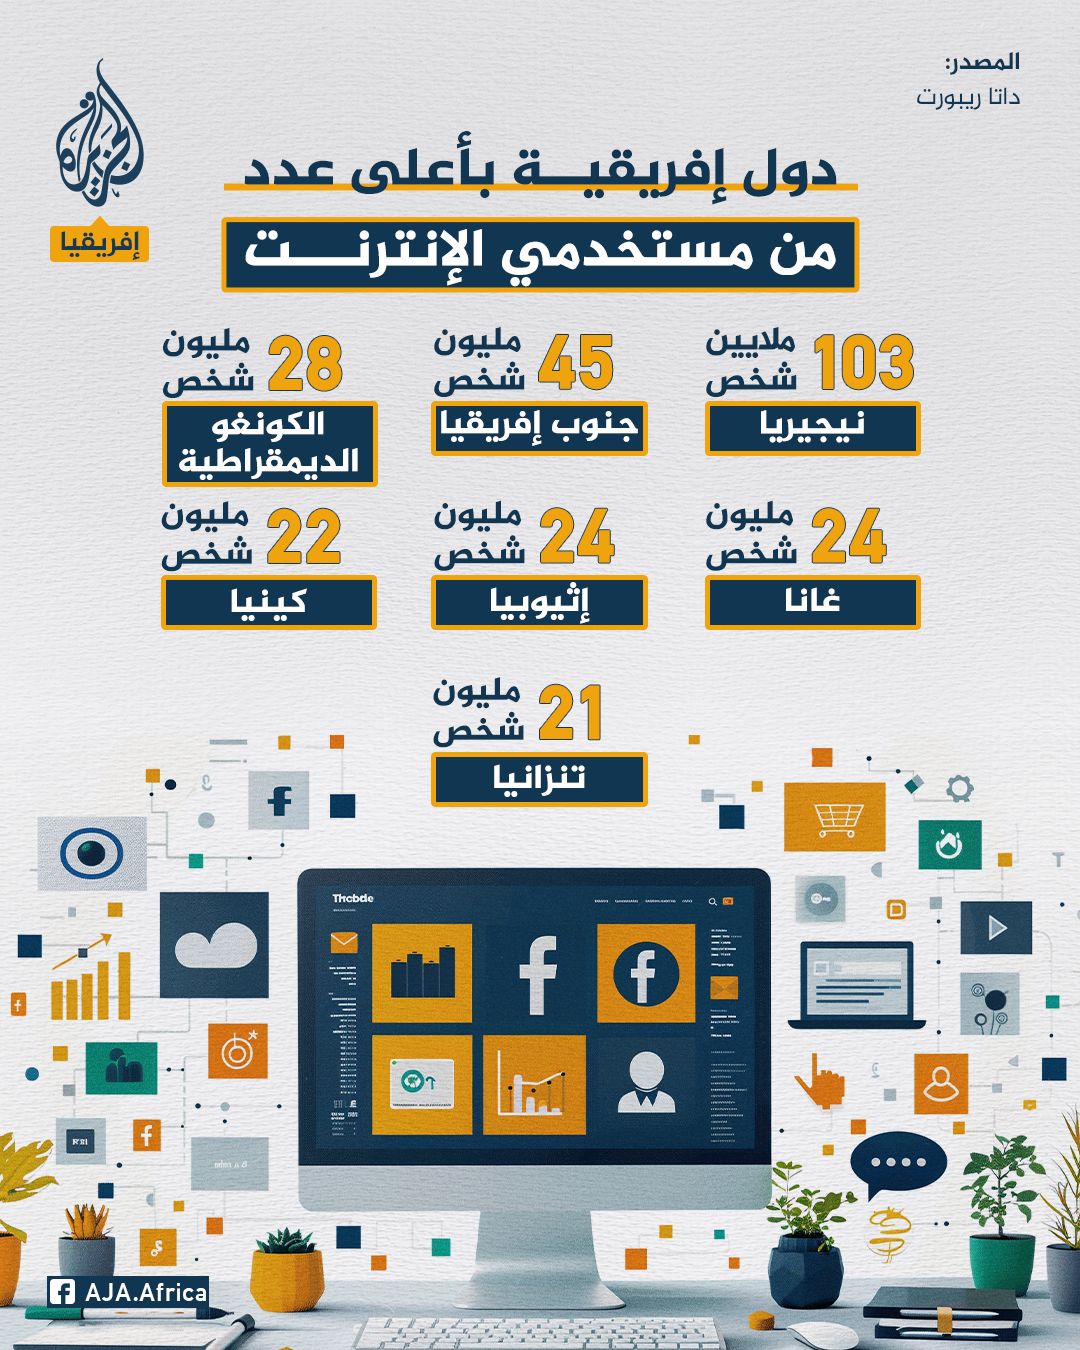 المصدر:
داتا ريبورت
الجزيرة
إفريقيا
دول إفريقيـــة بأعلى عدد
من مستخدمي الإنترنـــت
103 ملايين
شخص
نيجيريا
45 مليون
شخص
جنوب إفريقيا
28 مليون
شخص
الكونغو
الديمقراطية
24 مليون
شخص
غانا
24 مليون
شخص
إثيوبيا
22 مليون
شخص
كينيا
21 مليون
شخص
تنزانيا
AJA.Africa